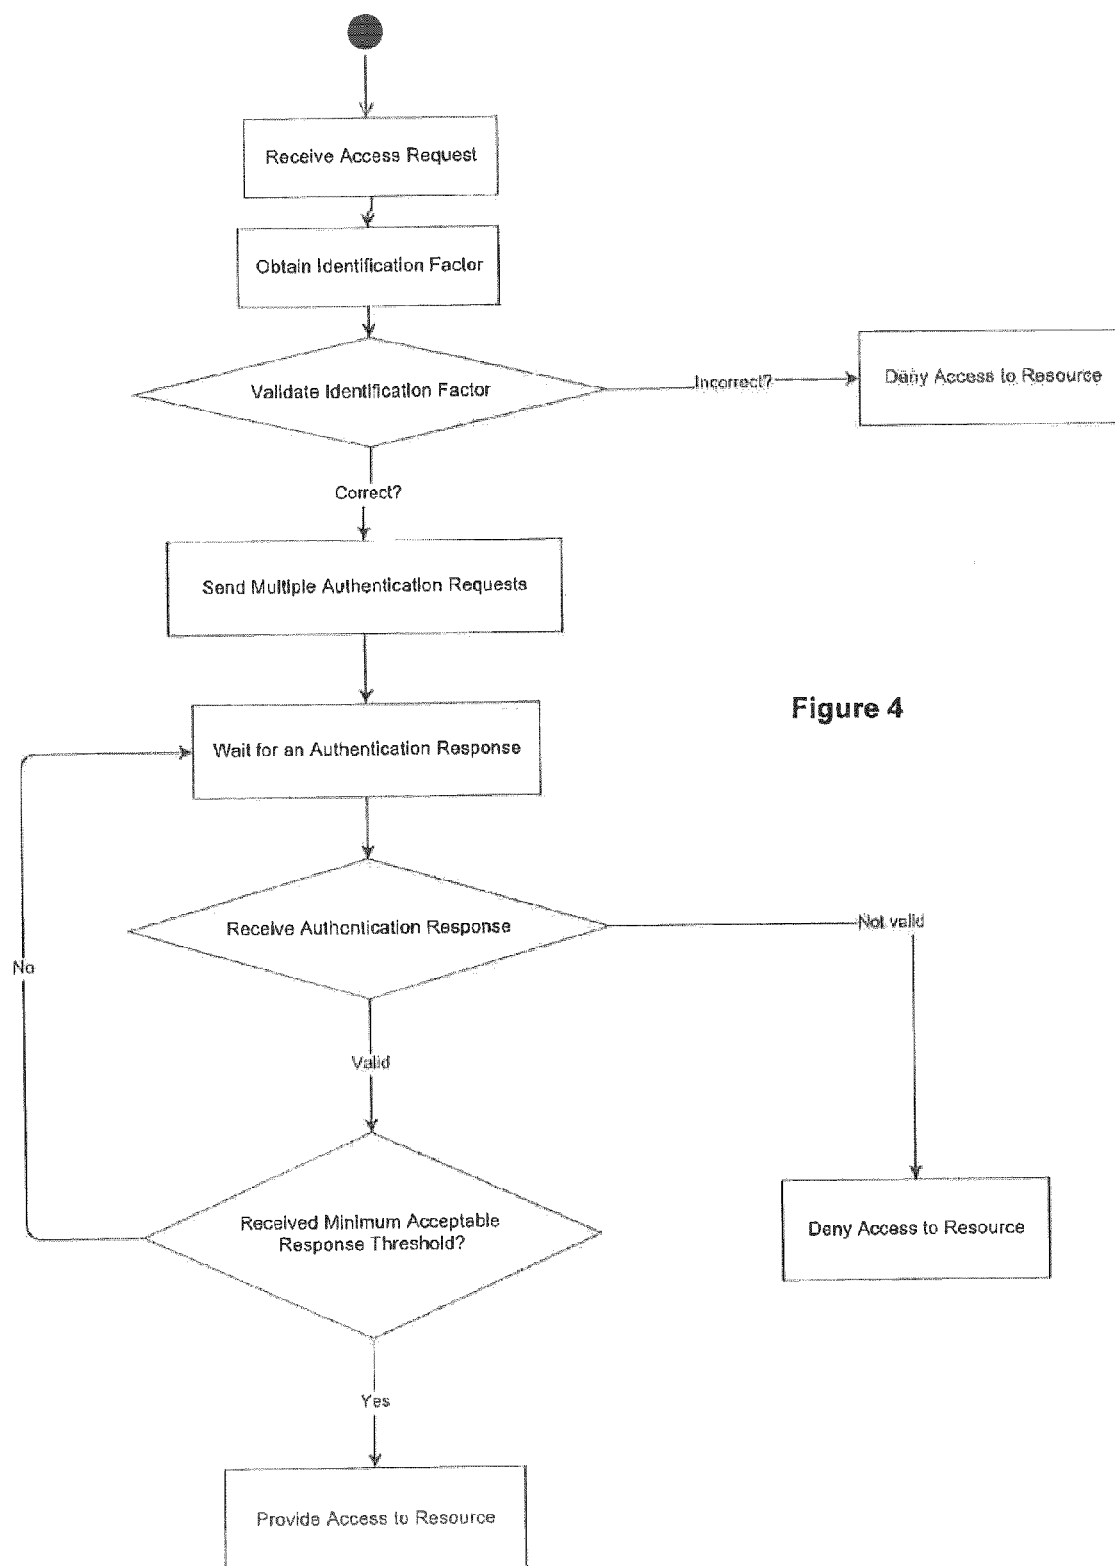 Receive Access Request
Obtain Identification Factor
Validate Identification Factor
Incorrect?
Deny Access to Resource
Correct?
Send Multiple Authentication Requests
Figure 4
Wait for an Authentication Response
Receive Authentication Response
Not valid
No
Valid
Received Minimum Acceptable
Response Threshold?
Deny Access to Resource
Yes
Provide Access to Resource